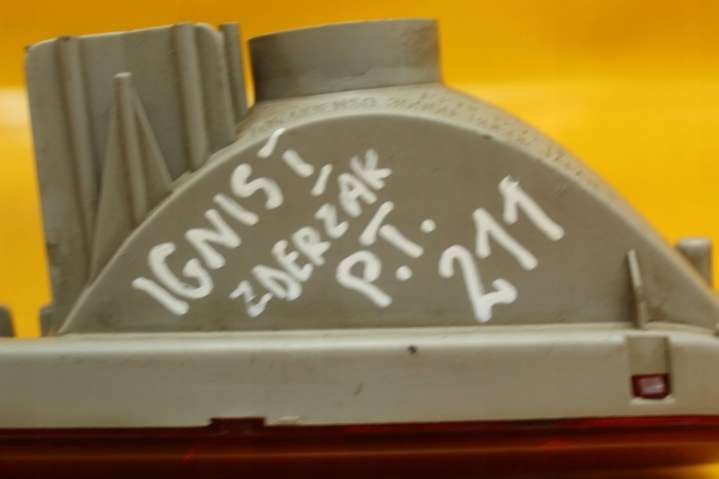 IGNIS I
ZDERZAK
P.T.
211